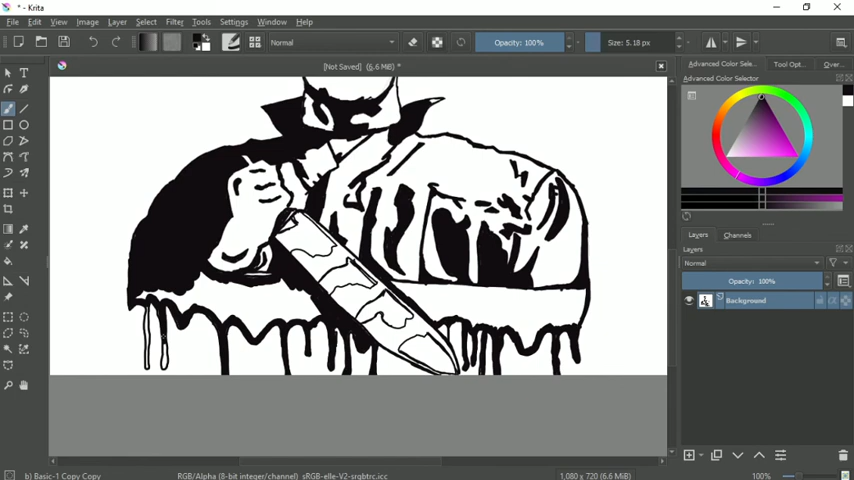 * - Krita
File Edit View Image Layer Select Filter Tools Settings Window Help
Normal Opacity: 100% Size: 5.18 px
[Not Saved] (6.6 MiB) *
Advanced Color Selec... Tool Opt... Over...
Advanced Color Selector
Layers Channels
Layers
Normal
Opacity: 100%
Background
b) Basic-1 Copy Copy RGB/Alpha (8-bit integer/channel) sRGB-elle-V2-srgbtrc.icc 1,080 x 720 (6.6 MiB) 100%